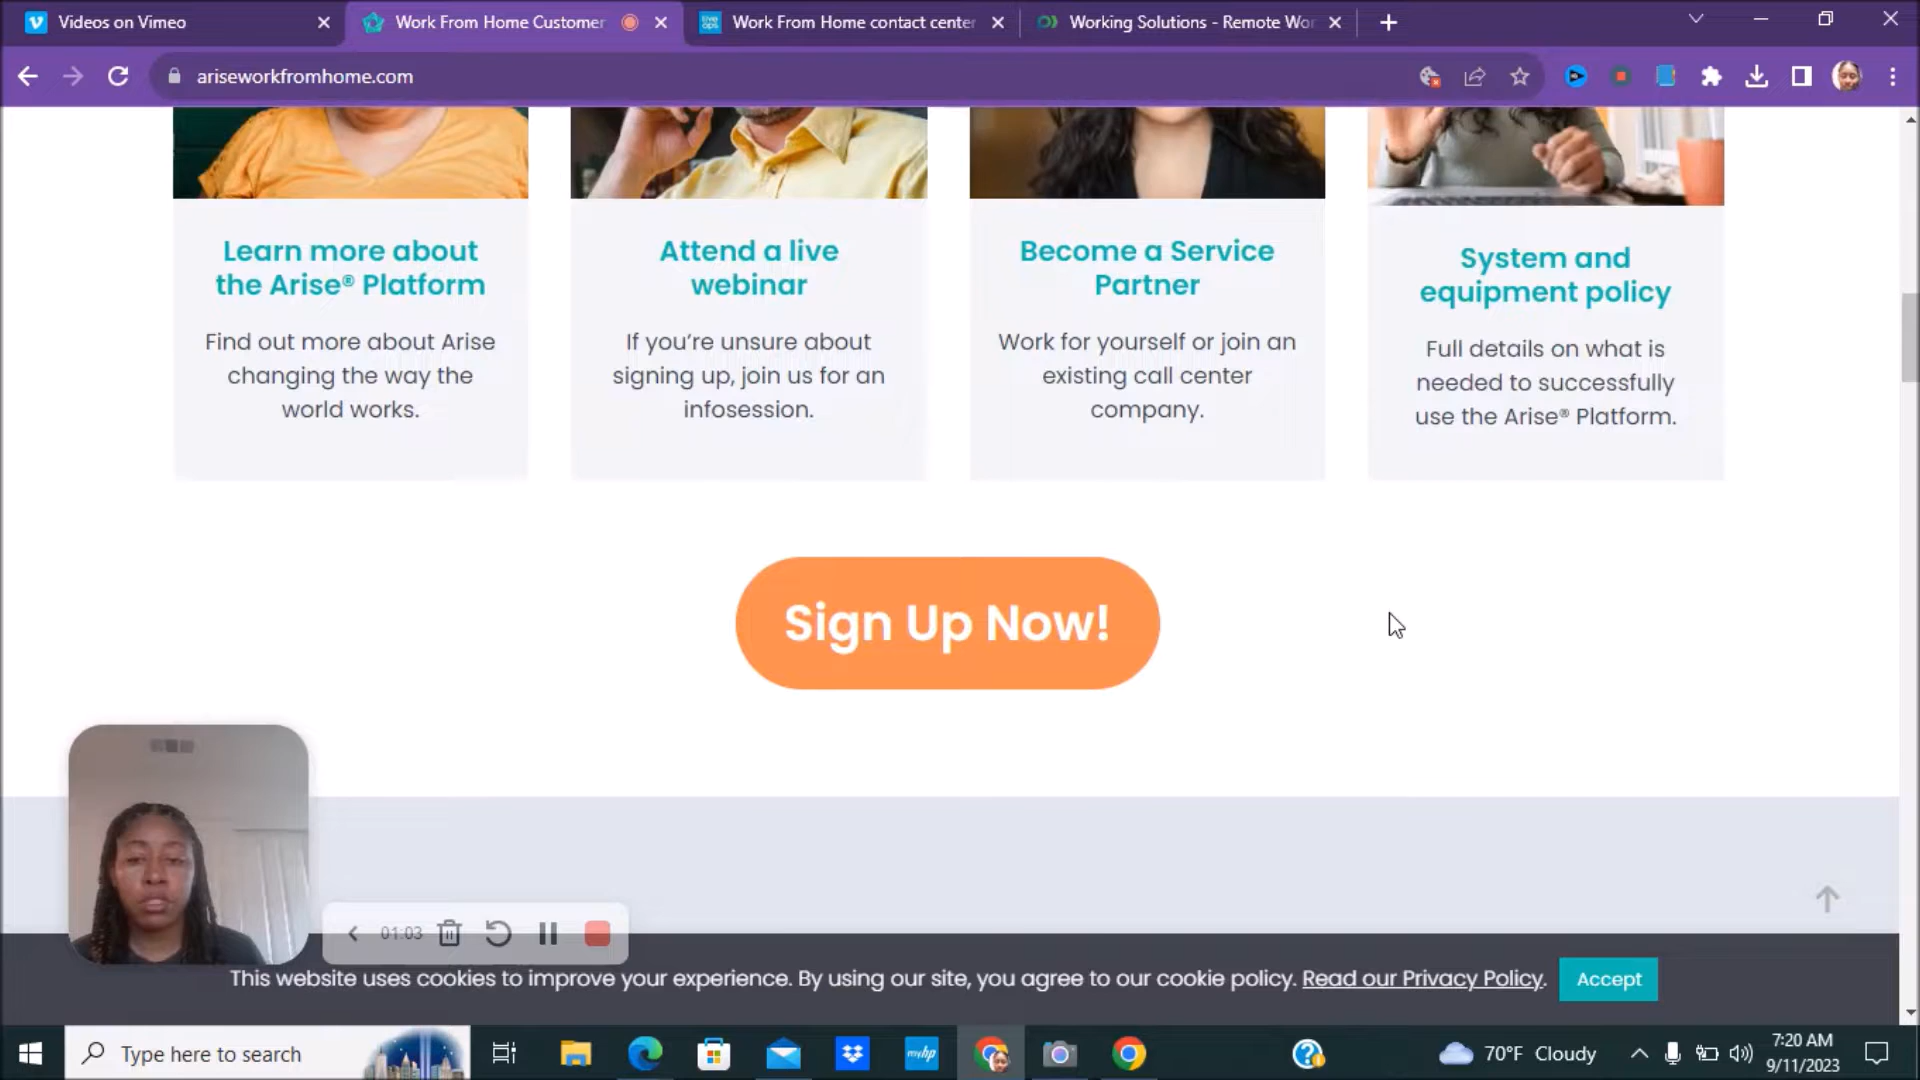 Videos on Vimeo
Work From Home Customer
Work From Home contact center
Working Solutions - Remote Wor
ariseworkfromhome.com
Learn more about
the Arise® Platform
Find out more about Arise
changing the way the
world works.
Attend a live
webinar
If you’re unsure about
signing up, join us for an
infosession.
Become a Service
Partner
Work for yourself or join an
existing call center
company.
System and
equipment policy
Full details on what is
needed to successfully
use the Arise® Platform.
Sign Up Now!
01:03
This website uses cookies to improve your experience. By using our site, you agree to our cookie policy. Read our Privacy Policy.
Accept
Type here to search
myhp
70°F Cloudy
7:20 AM
9/11/2023